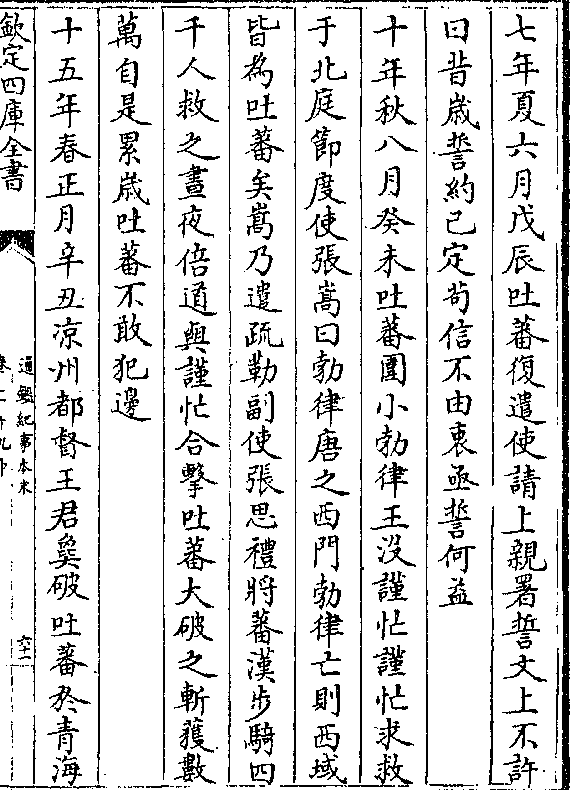 七年夏六月戊辰吐蕃復遣使請上親署誓文上不許
曰昔歲誓約已定茍信不由衷亟誓何益
十年秋八月癸未吐蕃圍小勃律王沒謹忙謹忙求救
于北庭節度使張嵩曰勃律唐之西門勃律亡則西域
皆為吐蕃矣嵩乃遣疏勒副使張思禮將蕃漢步騎四
千人救之晝夜倍道與謹忙合擊吐蕃大破之斬獲數
萬自是累歲吐蕃不敢犯邊
十五年春正月辛丑凉州都督王君㚟破吐蕃於青海
欽定四庫全書
通鑑紀事本末
六十一